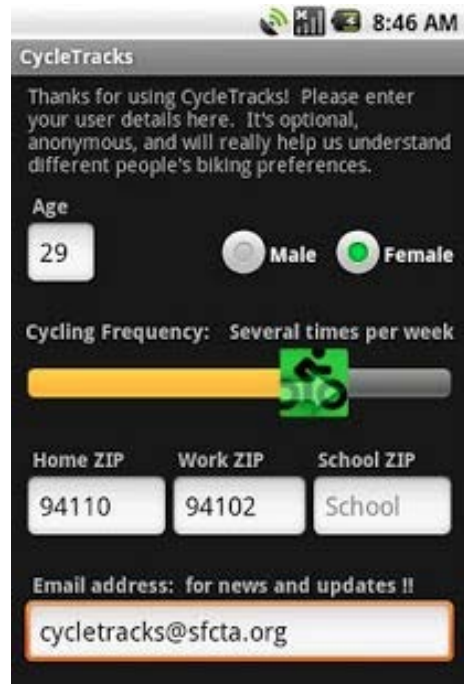 8:46 AM
CycleTracks
Thanks for using CycleTracks! Please enter
your user details here. It's optional,
anonymous, and will really help us understand
different people's biking preferences.
Age
29 Male Female
Cycling Frequency: Several times per week
Home ZIP Work ZIP School ZIP
94110 94102 School
Email address: for news and updates !!
cycletracks@sfcta.org